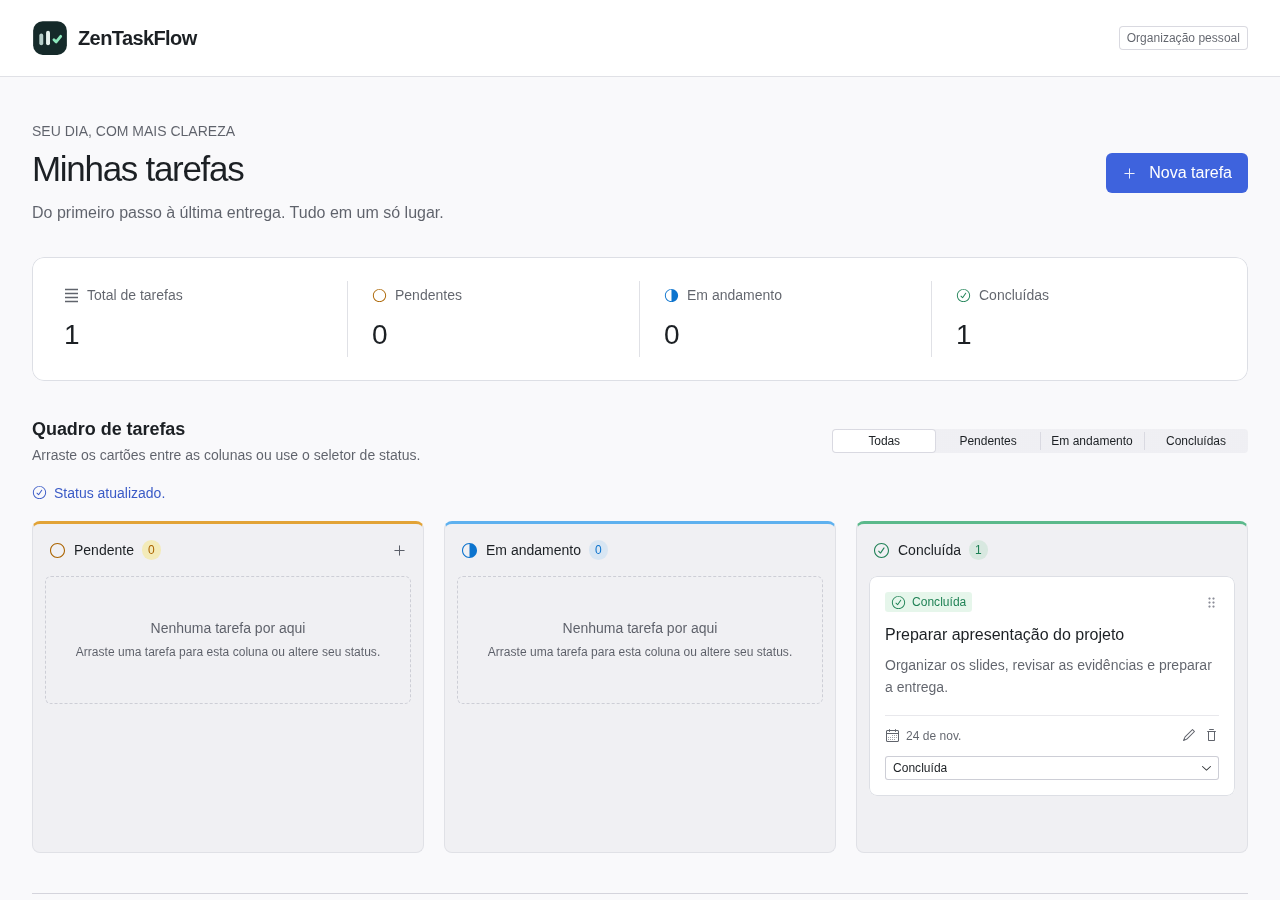 ZenTaskFlow
Organização pessoal
SEU DIA, COM MAIS CLAREZA
Minhas tarefas
Nova tarefa
Do primeiro passo à última entrega. Tudo em um só lugar.
Total de tarefas
1
Pendentes
0
Em andamento
0
Concluídas
1
Quadro de tarefas
Arraste os cartões entre as colunas ou use o seletor de status.
Todas
Pendentes
Em andamento
Concluídas
Status atualizado.
Pendente 0
Nenhuma tarefa por aqui
Arraste uma tarefa para esta coluna ou altere seu status.
Em andamento 0
Nenhuma tarefa por aqui
Arraste uma tarefa para esta coluna ou altere seu status.
Concluída 1
Concluída
Preparar apresentação do projeto
Organizar os slides, revisar as evidências e preparar
a entrega.
24 de nov.
Concluída